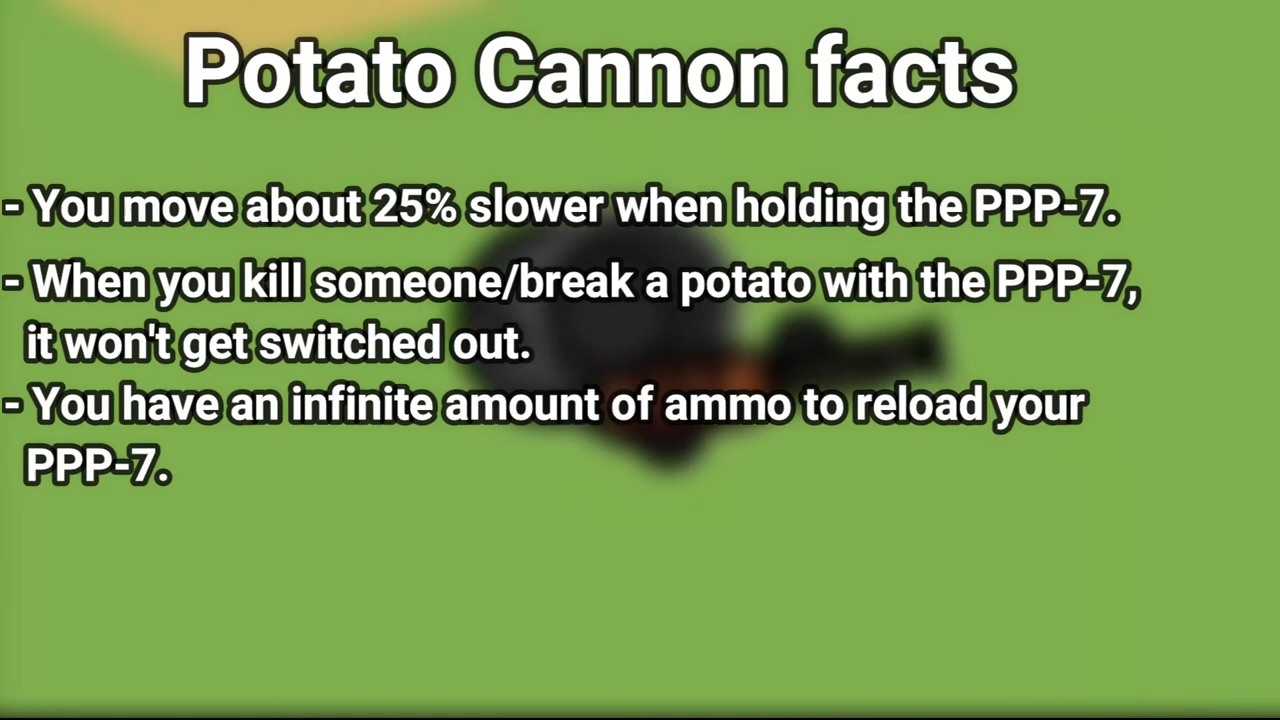 Potato Cannon facts
- You move about 25% slower when holding the PPP-7.
- When you kill someone/break a potato with the PPP-7,
it won't get switched out.
- You have an infinite amount of ammo to reload your
PPP-7.